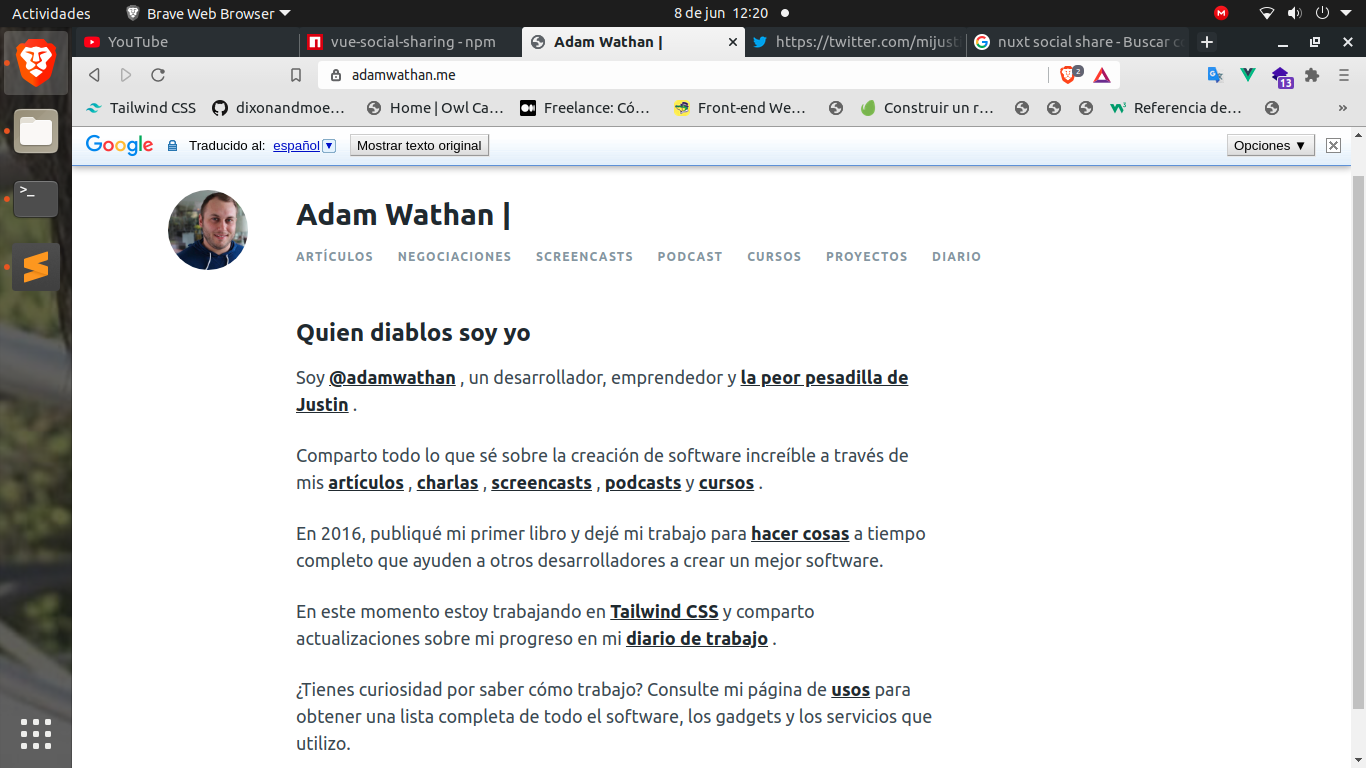 Actividades
Brave Web Browser
8 de jun 12:20
M
YouTube
vue-social-sharing - npm
Adam Wathan |
https://twitter.com/mijusti
nuxt social share - Buscar c
adamwathan.me
2
13
Tailwind CSS
dixonandmoe...
Home | Owl Ca...
Freelance: Có...
Front-end We...
Construir un r...
Referencia de...
»
Google
Traducido al:
español
Mostrar texto original
Opciones ▼
Adam Wathan |
ARTÍCULOS
NEGOCIACIONES
SCREENCASTS
PODCAST
CURSOS
PROYECTOS
DIARIO
Quien diablos soy yo
Soy @adamwathan , un desarrollador, emprendedor y la peor pesadilla de
Justin .
Comparto todo lo que sé sobre la creación de software increíble a través de
mis artículos , charlas , screencasts , podcasts y cursos .
En 2016, publiqué mi primer libro y dejé mi trabajo para hacer cosas a tiempo
completo que ayuden a otros desarrolladores a crear un mejor software.
En este momento estoy trabajando en Tailwind CSS y comparto
actualizaciones sobre mi progreso en mi diario de trabajo .
¿Tienes curiosidad por saber cómo trabajo? Consulte mi página de usos para
obtener una lista completa de todo el software, los gadgets y los servicios que
utilizo.